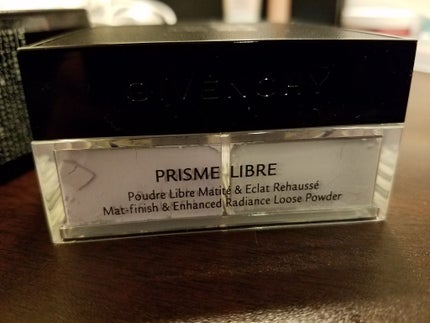 GIVENCHY
PRISME LIBRE
Poudre Libre Matité & Eclat Rehaussé
Mat-finish & Enhanced Radiance Loose Powder